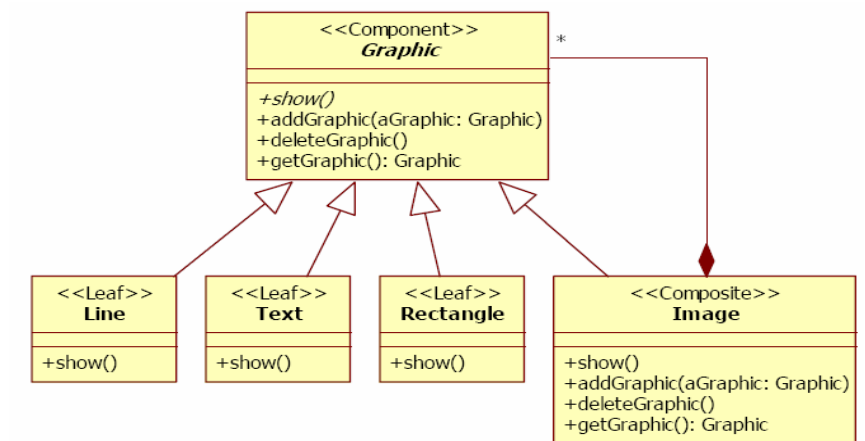 <<Component>>
Graphic
*
+show()
+addGraphic(aGraphic: Graphic)
+deleteGraphic()
+getGraphic(): Graphic
<<Leaf>>
Line
+show()
<<Leaf>>
Text
+show()
<<Leaf>>
Rectangle
+show()
<<Composite>>
Image
+show()
+addGraphic(aGraphic: Graphic)
+deleteGraphic()
+getGraphic(): Graphic